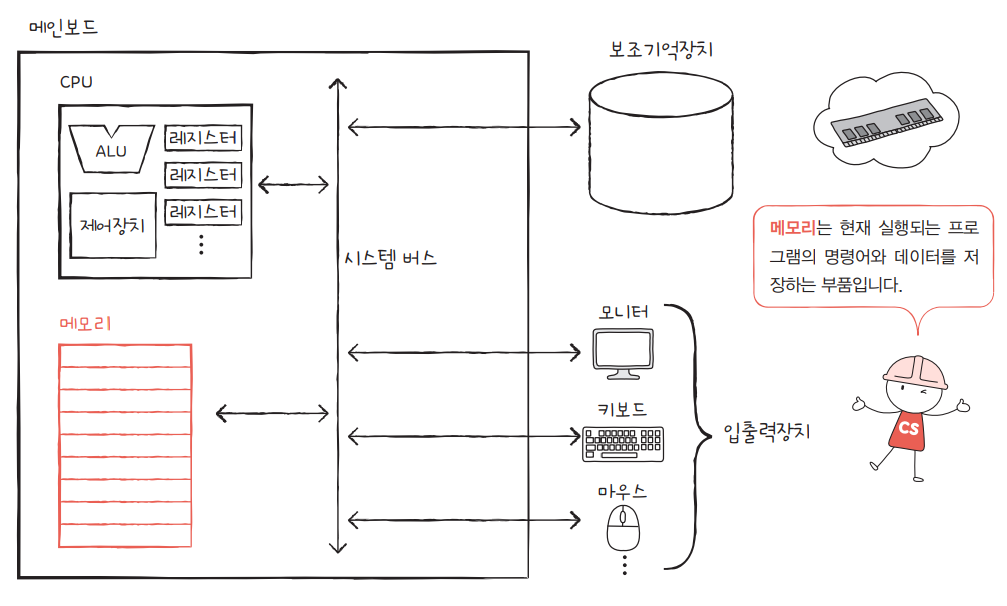 메인보드
CPU
ALU
레지스터
레지스터
레지스터
제어장치
메모리
시스템 버스
보조기억장치
모니터
키보드
마우스
입출력장치
메모리는 현재 실행되는 프로
그램의 명령어와 데이터를 저
장하는 부품입니다.
CS